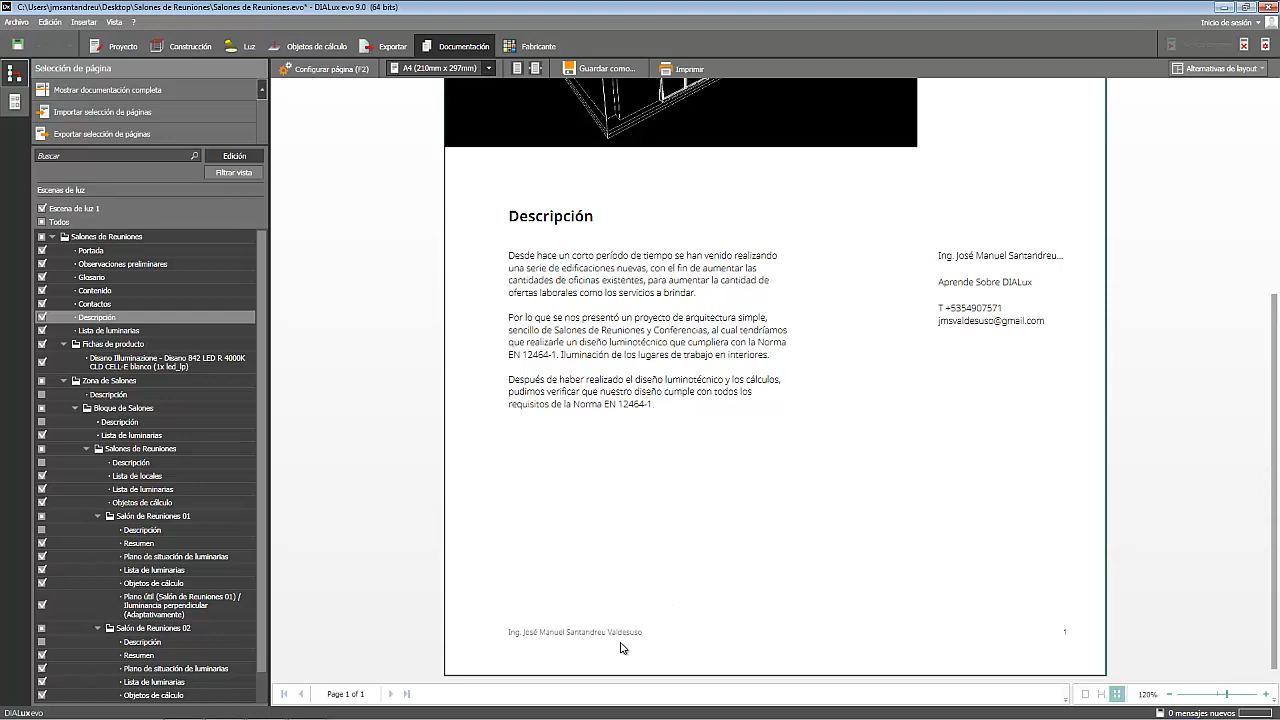 C:\Users\jmsantandreu\Desktop\Salones de Reuniones\Salones de Reuniones.evo* - DIALux evo 9.0 (64 bits)
Archivo Edición Insertar Vista ?
Inicio de sesión
Proyecto Construcción Luz Objetos de cálculo Exportar Documentación Fabricante
Selección de página
Configurar página (F2) A4 (210mm x 297mm) Guardar como... Imprimir Alternativas de layout
Mostrar documentación completa
Importar selección de páginas
Exportar selección de páginas
Buscar Edición
Filtrar vista
Escenas de luz
Escena de luz 1
Todos
Salones de Reuniones
Portada
Observaciones preliminares
Glosario
Contenido
Contactos
Descripción
Lista de luminarias
Fichas de producto
Disano Illuminazione - Disano 842 LED R 4000K
CLD CELL-E blanco (1x led_lp)
Zona de Salones
Descripción
Bloque de Salones
Descripción
Lista de luminarias
Salones de Reuniones
Descripción
Lista de locales
Lista de luminarias
Objetos de cálculo
Salón de Reuniones 01
Descripción
Resumen
Plano de situación de luminarias
Lista de luminarias
Objetos de cálculo
Plano útil (Salón de Reuniones 01) /
Iluminancia perpendicular
(Adaptativamente)
Salón de Reuniones 02
Descripción
Resumen
Plano de situación de luminarias
Lista de luminarias
Objetos de cálculo
Descripción
Desde hace un corto período de tiempo se han venido realizando
una serie de edificaciones nuevas, con el fin de aumentar las
cantidades de oficinas existentes, para aumentar la cantidad de
ofertas laborales como los servicios a brindar.
Por lo que se nos presentó un proyecto de arquitectura simple,
sencillo de Salones de Reuniones y Conferencias, al cual tendríamos
que realizarle un diseño luminotécnico que cumpliera con la Norma
EN 12464-1. Iluminación de los lugares de trabajo en interiores.
Después de haber realizado el diseño luminotécnico y los cálculos,
pudimos verificar que nuestro diseño cumple con todos los
requisitos de la Norma EN 12464-1.
Ing. José Manuel Santandreu...
Aprende Sobre DIALux
T +5354907571
jmsvaldesuso@gmail.com
Ing. José Manuel Santandreu Valdesuso 1
Page 1 of 1 120%
DIALux evo 0 mensajes nuevos